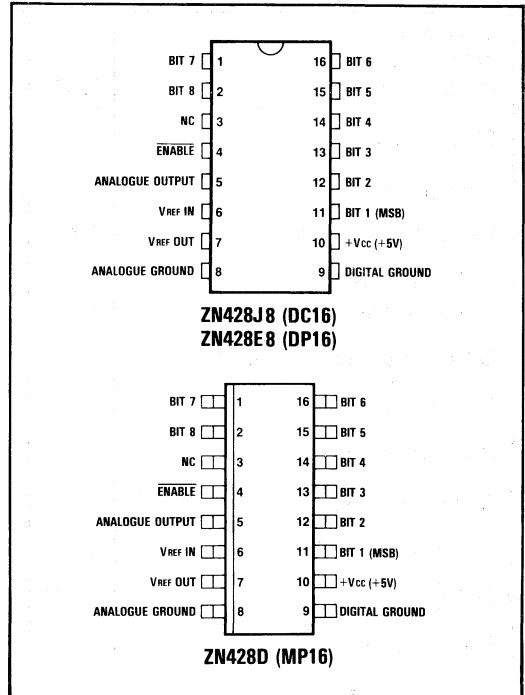 BIT 7 1 16 BIT 6
BIT 8 2 15 BIT 5
NC 3 14 BIT 4
ENABLE 4 13 BIT 3
ANALOGUE OUTPUT 5 12 BIT 2
VREF IN 6 11 BIT 1 (MSB)
VREF OUT 7 10 +VCC (+5V)
ANALOGUE GROUND 8 9 DIGITAL GROUND
ZN428J8 (DC16)
ZN428E8 (DP16)
BIT 7 1 16 BIT 6
BIT 8 2 15 BIT 5
NC 3 14 BIT 4
ENABLE 4 13 BIT 3
ANALOGUE OUTPUT 5 12 BIT 2
VREF IN 6 11 BIT 1 (MSB)
VREF OUT 7 10 +VCC (+5V)
ANALOGUE GROUND 8 9 DIGITAL GROUND
ZN428D (MP16)